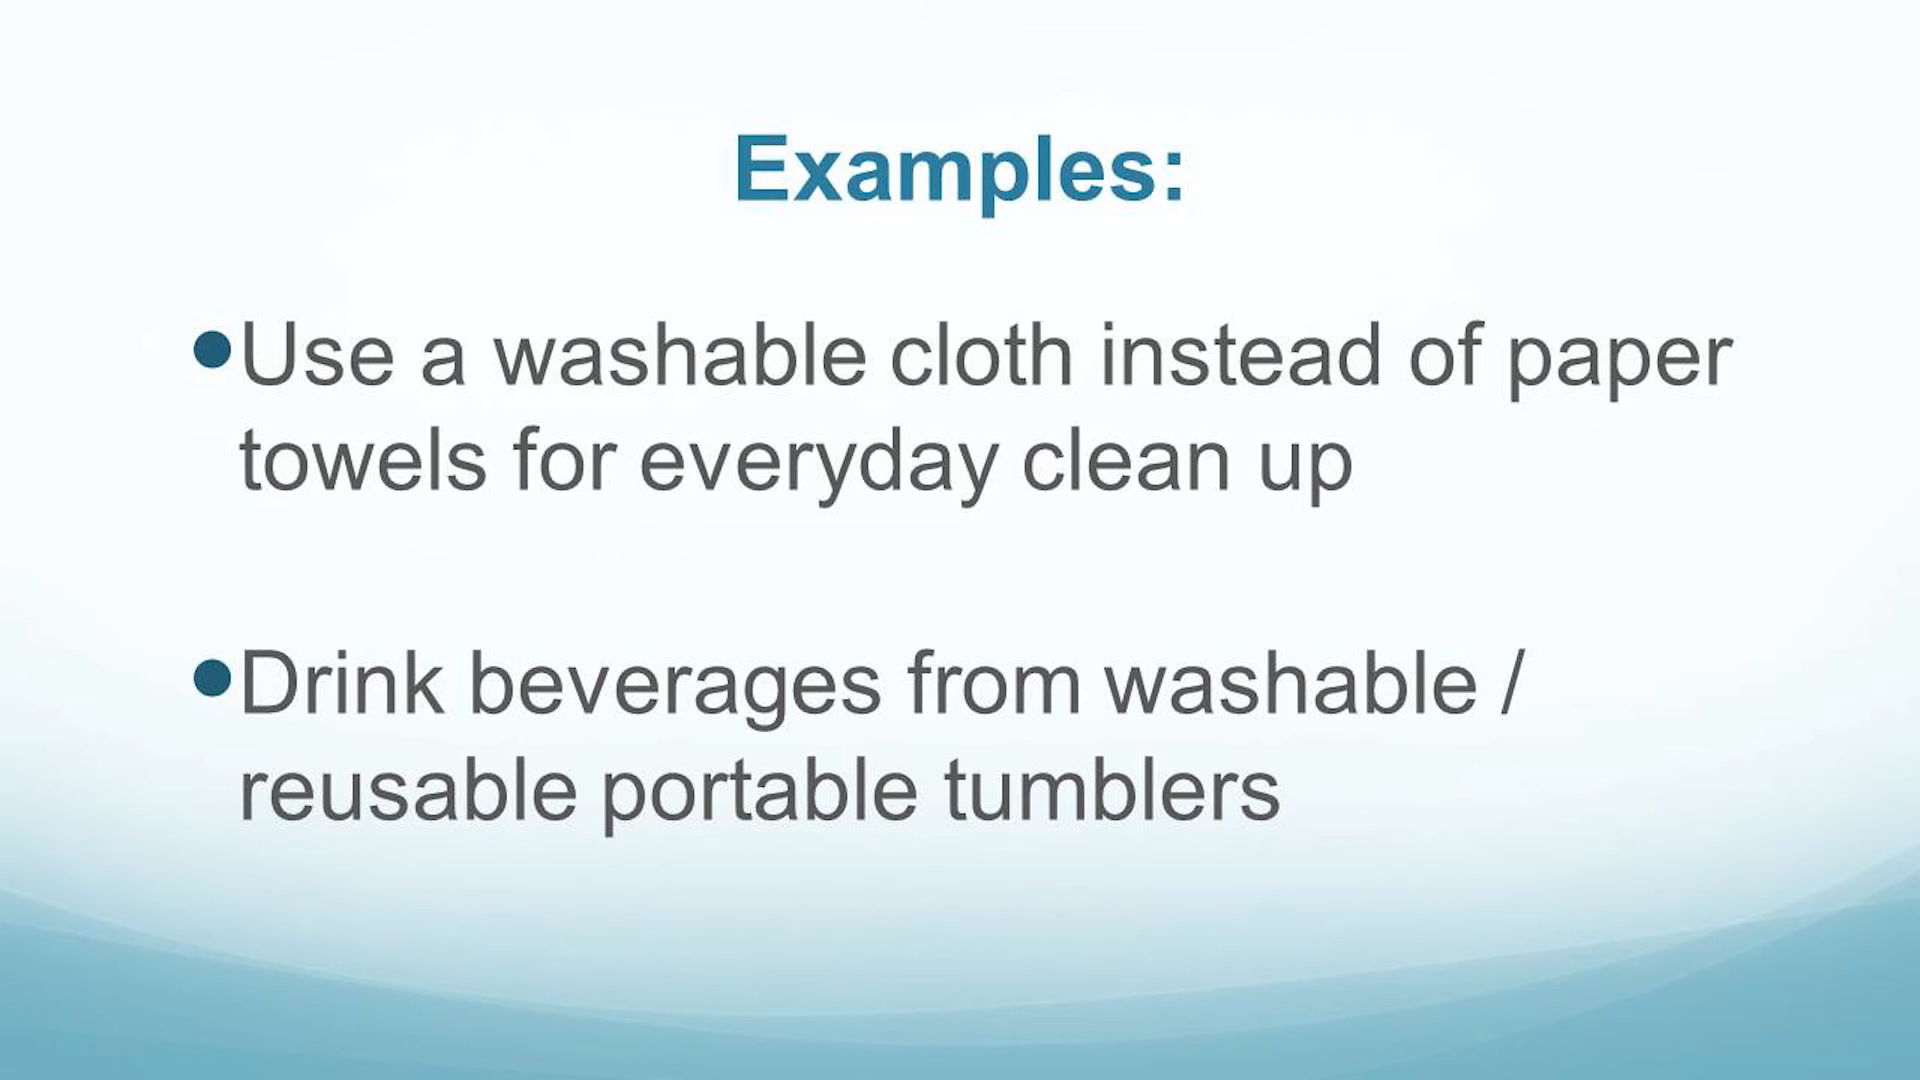 Examples:
•Use a washable cloth instead of paper
towels for everyday clean up
•Drink beverages from washable /
reusable portable tumblers